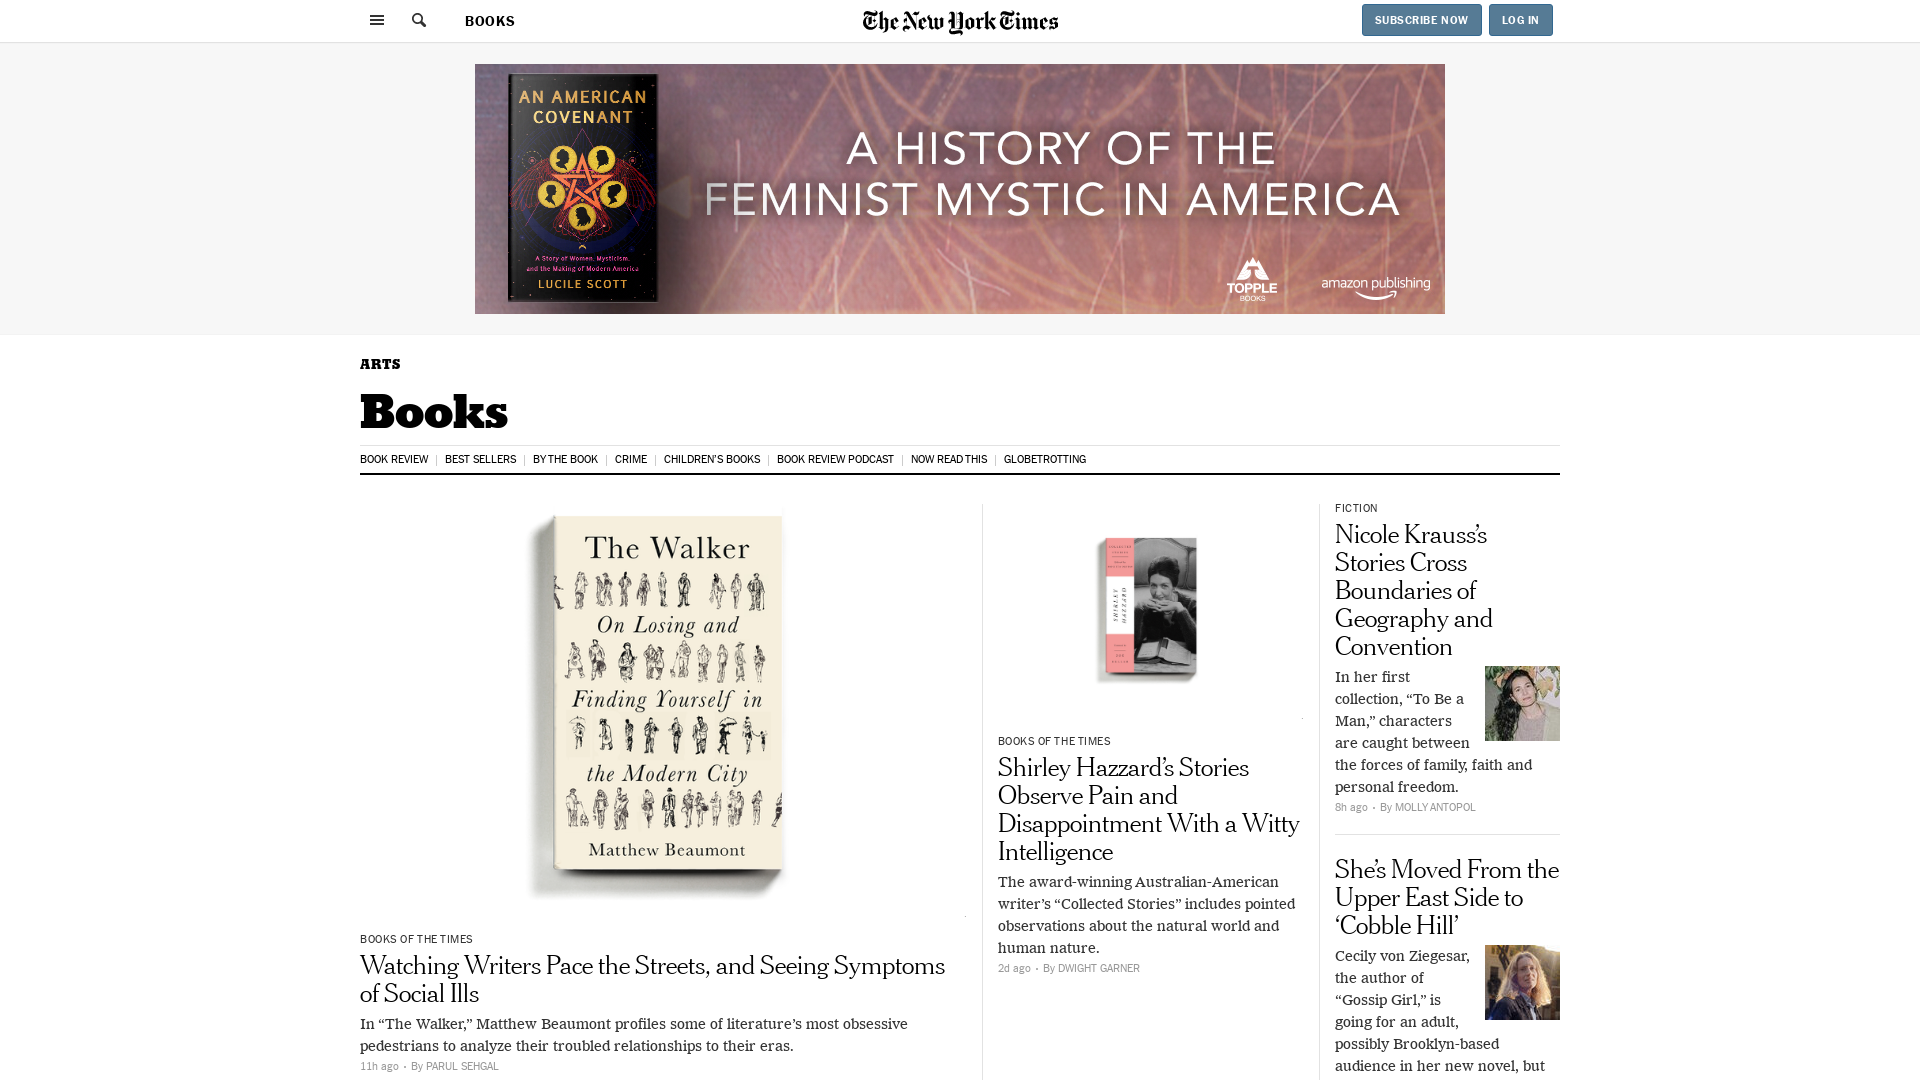 BOOKS
The New York Times
SUBSCRIBE NOW
LOG IN
AN AMERICAN
COVENANT
A Story of Women, Mysticism,
and the Making of Modern America
LUCILE SCOTT
A HISTORY OF THE
FEMINIST MYSTIC IN AMERICA
TOPPLE
BOOKS
amazon publishing
ARTS
Books
BOOK REVIEW
BEST SELLERS
BY THE BOOK
CRIME
CHILDREN'S BOOKS
BOOK REVIEW PODCAST
NOW READ THIS
GLOBETROTTING
The Walker
On Losing and
Finding Yourself in
the Modern City
Matthew Beaumont
BOOKS OF THE TIMES
Watching Writers Pace the Streets, and Seeing Symptoms
of Social Ills
In “The Walker,” Matthew Beaumont profiles some of literature’s most obsessive
pedestrians to analyze their troubled relationships to their eras.
11h ago • By PARUL SEHGAL
SHIRLEY
HAZZARD
BOOKS OF THE TIMES
Shirley Hazzard’s Stories
Observe Pain and
Disappointment With a Witty
Intelligence
The award-winning Australian-American
writer’s “Collected Stories” includes pointed
observations about the natural world and
human nature.
2d ago • By DWIGHT GARNER
FICTION
Nicole Krauss’s
Stories Cross
Boundaries of
Geography and
Convention
In her first
collection, “To Be a
Man,” characters
are caught between
the forces of family, faith and
personal freedom.
8h ago • By MOLLY ANTOPOL
She’s Moved From the
Upper East Side to
‘Cobble Hill’
Cecily von Ziegesar,
the author of
“Gossip Girl,” is
going for an adult,
possibly Brooklyn-based
audience in her new novel, but